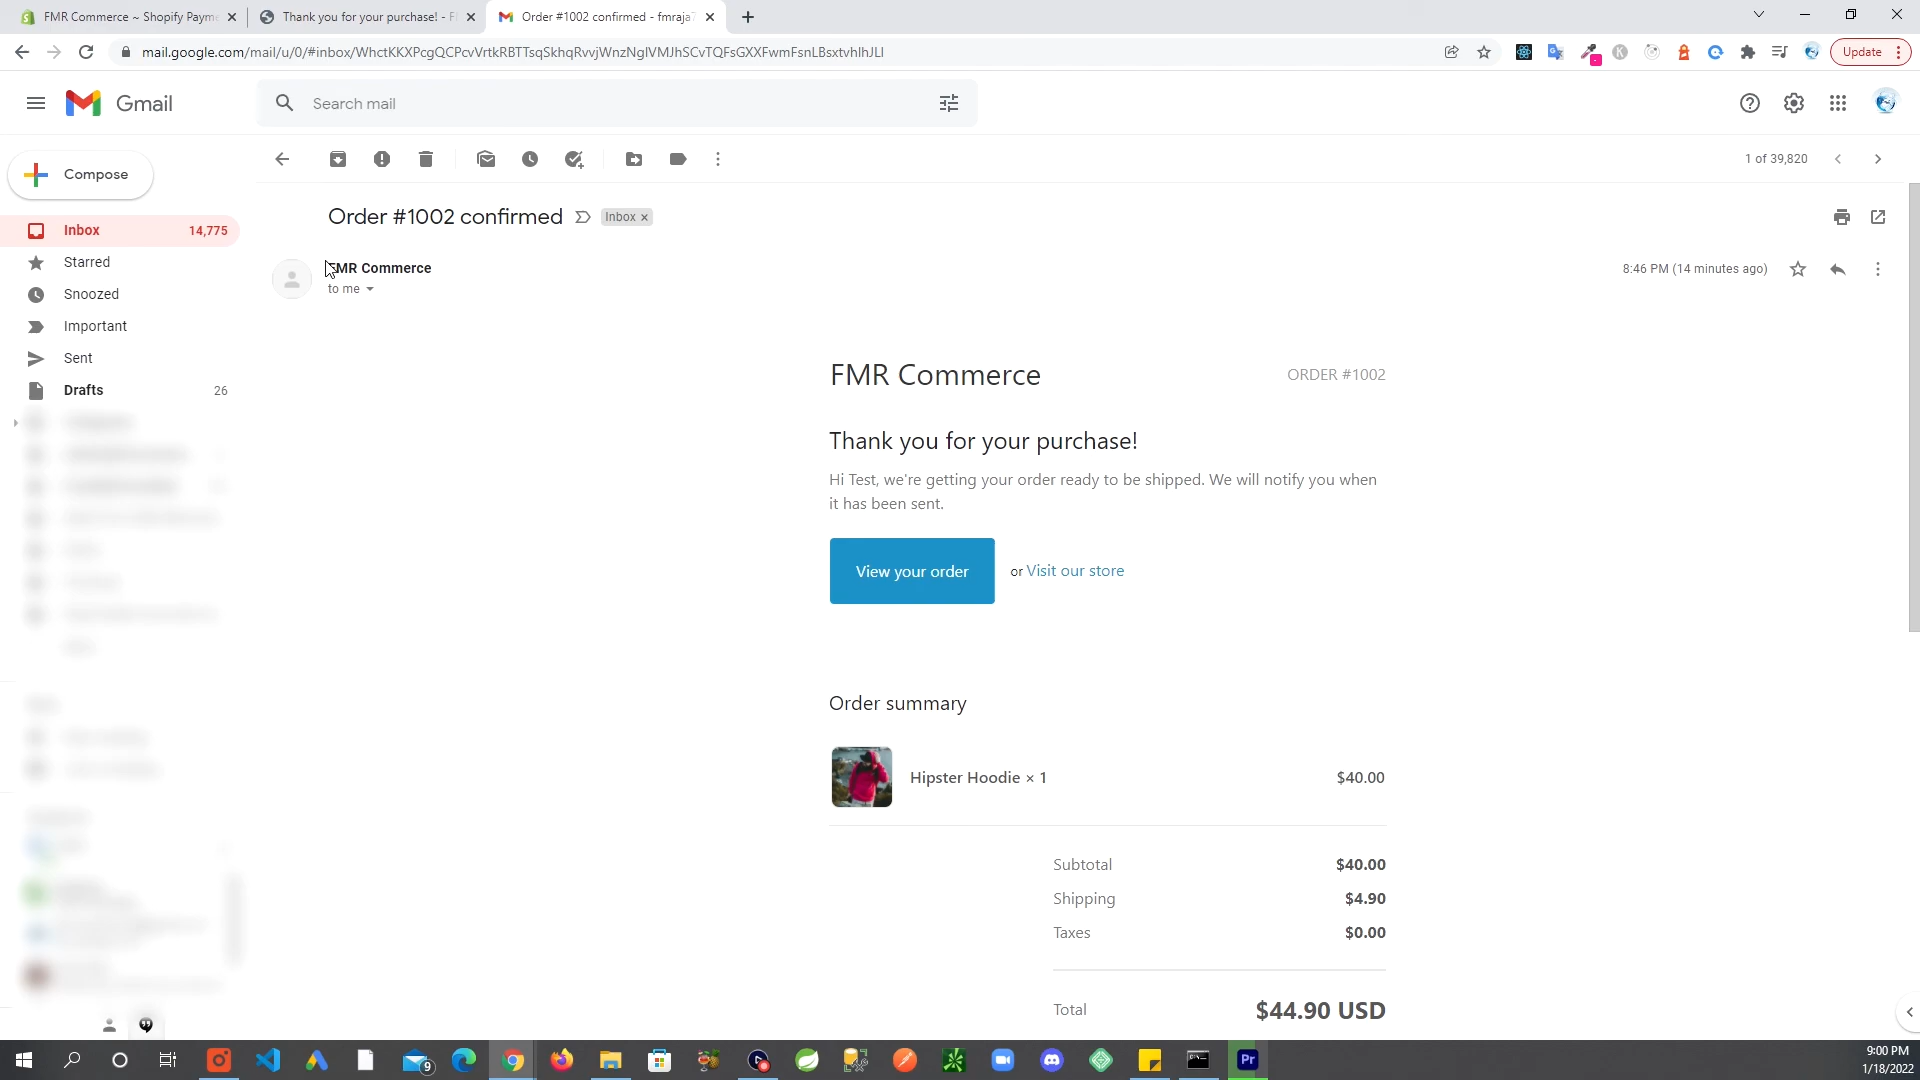 FMR Commerce ~ Shopify Payme
Thank you for your purchase! - F
Order #1002 confirmed - fmraja7
mail.google.com/mail/u/0/#inbox/WhctKKXPcgQCPcvVrtkRBTTsqSkhqRvvjWnzNglVMJhSCvTQFsGXXFwmFsnLBsxtvhlhJLl
Update
Gmail
Search mail
Compose
1 of 39,820
Order #1002 confirmed
Inbox ×
Inbox 14,775
Starred
Snoozed
Important
Sent
Drafts 26
FMR Commerce
to me
8:46 PM (14 minutes ago)
FMR Commerce
ORDER #1002
Thank you for your purchase!
Hi Test, we're getting your order ready to be shipped. We will notify you when
it has been sent.
View your order
or Visit our store
Order summary
Hipster Hoodie × 1 $40.00
Subtotal $40.00
Shipping $4.90
Taxes $0.00
Total $44.90 USD
9
Pr
9:00 PM
1/18/2022